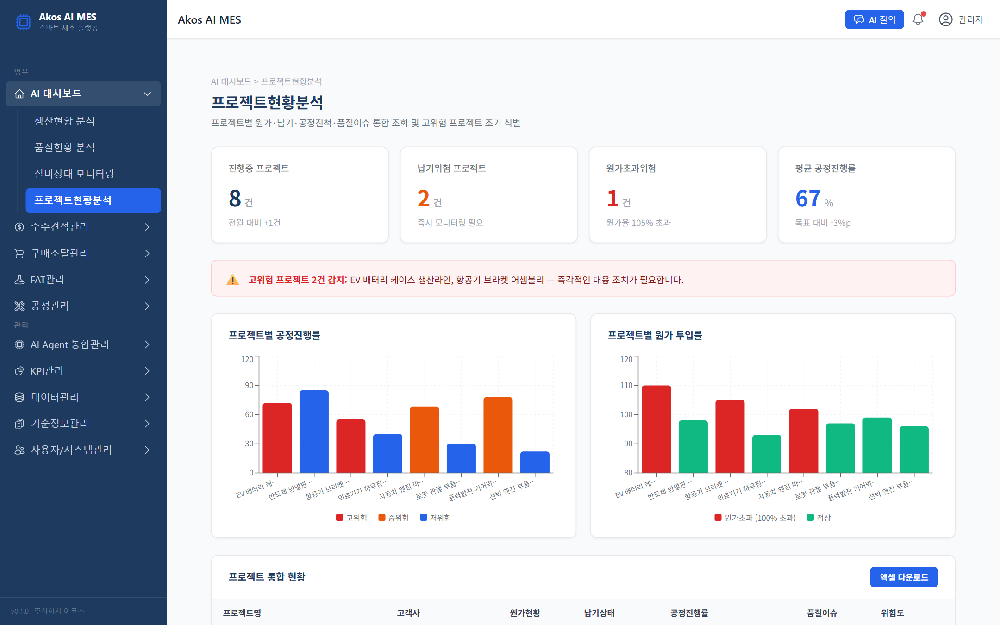 Akos AI MES
스마트 제조 플랫폼
업무
AI 대시보드
생산현황 분석
품질현황 분석
설비상태 모니터링
프로젝트현황분석
수주견적관리
구매조달관리
FAT관리
공정관리
관리
AI Agent 통합관리
KPI관리
데이터관리
기준정보관리
사용자/시스템관리
v0.1.0 · 주식회사 아코스
Akos AI MES
AI 질의
관리자
AI 대시보드 > 프로젝트현황분석
프로젝트현황분석
프로젝트별 원가·납기·공정진척·품질이슈 통합 조회 및 고위험 프로젝트 조기 식별
진행중 프로젝트
8 건
전월 대비 +1건
납기위험 프로젝트
2 건
즉시 모니터링 필요
원가초과위험
1 건
원가율 105% 초과
평균 공정진행률
67 %
목표 대비 -3%p
고위험 프로젝트 2건 감지: EV 배터리 케이스 생산라인, 항공기 브라켓 어셈블리 — 즉각적인 대응 조치가 필요합니다.
프로젝트별 공정진행률
120
90
60
30
0
EV 배터리 케…
반도체 방열판 …
항공기 브라켓 …
의료기기 하우징…
자동차 엔진 마…
로봇 관절 부품…
풍력발전 기어박…
선박 엔진 부품…
고위험
중위험
저위험
프로젝트별 원가 투입률
120
110
100
90
80
EV 배터리 케…
반도체 방열판 …
항공기 브라켓 …
의료기기 하우징…
자동차 엔진 마…
로봇 관절 부품…
풍력발전 기어박…
선박 엔진 부품…
원가초과 (100% 초과)
정상
프로젝트 통합 현황
엑셀 다운로드
프로젝트명 고객사 원가현황 납기상태 공정진행률 품질이슈 위험도